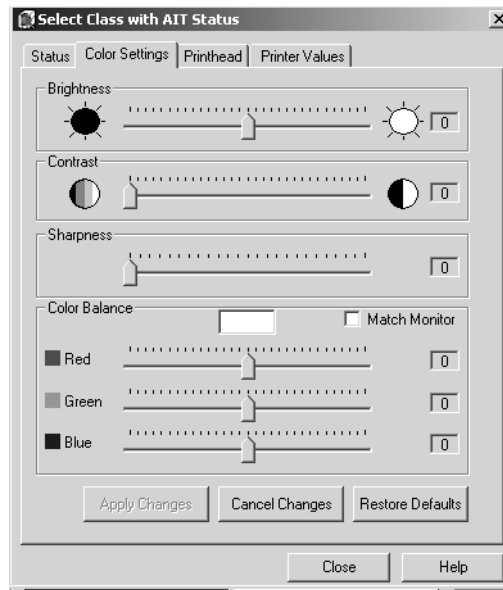 Select Class with AIT Status
Status Color Settings Printhead Printer Values
Brightness
0
Contrast
0
Sharpness
0
Color Balance
Match Monitor
Red 0
Green 0
Blue 0
Apply Changes Cancel Changes Restore Defaults
Close Help